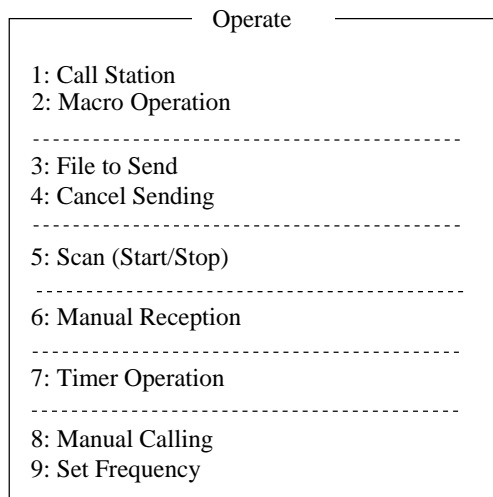 Operate
1: Call Station
2: Macro Operation
3: File to Send
4: Cancel Sending
5: Scan (Start/Stop)
6: Manual Reception
7: Timer Operation
8: Manual Calling
9: Set Frequency